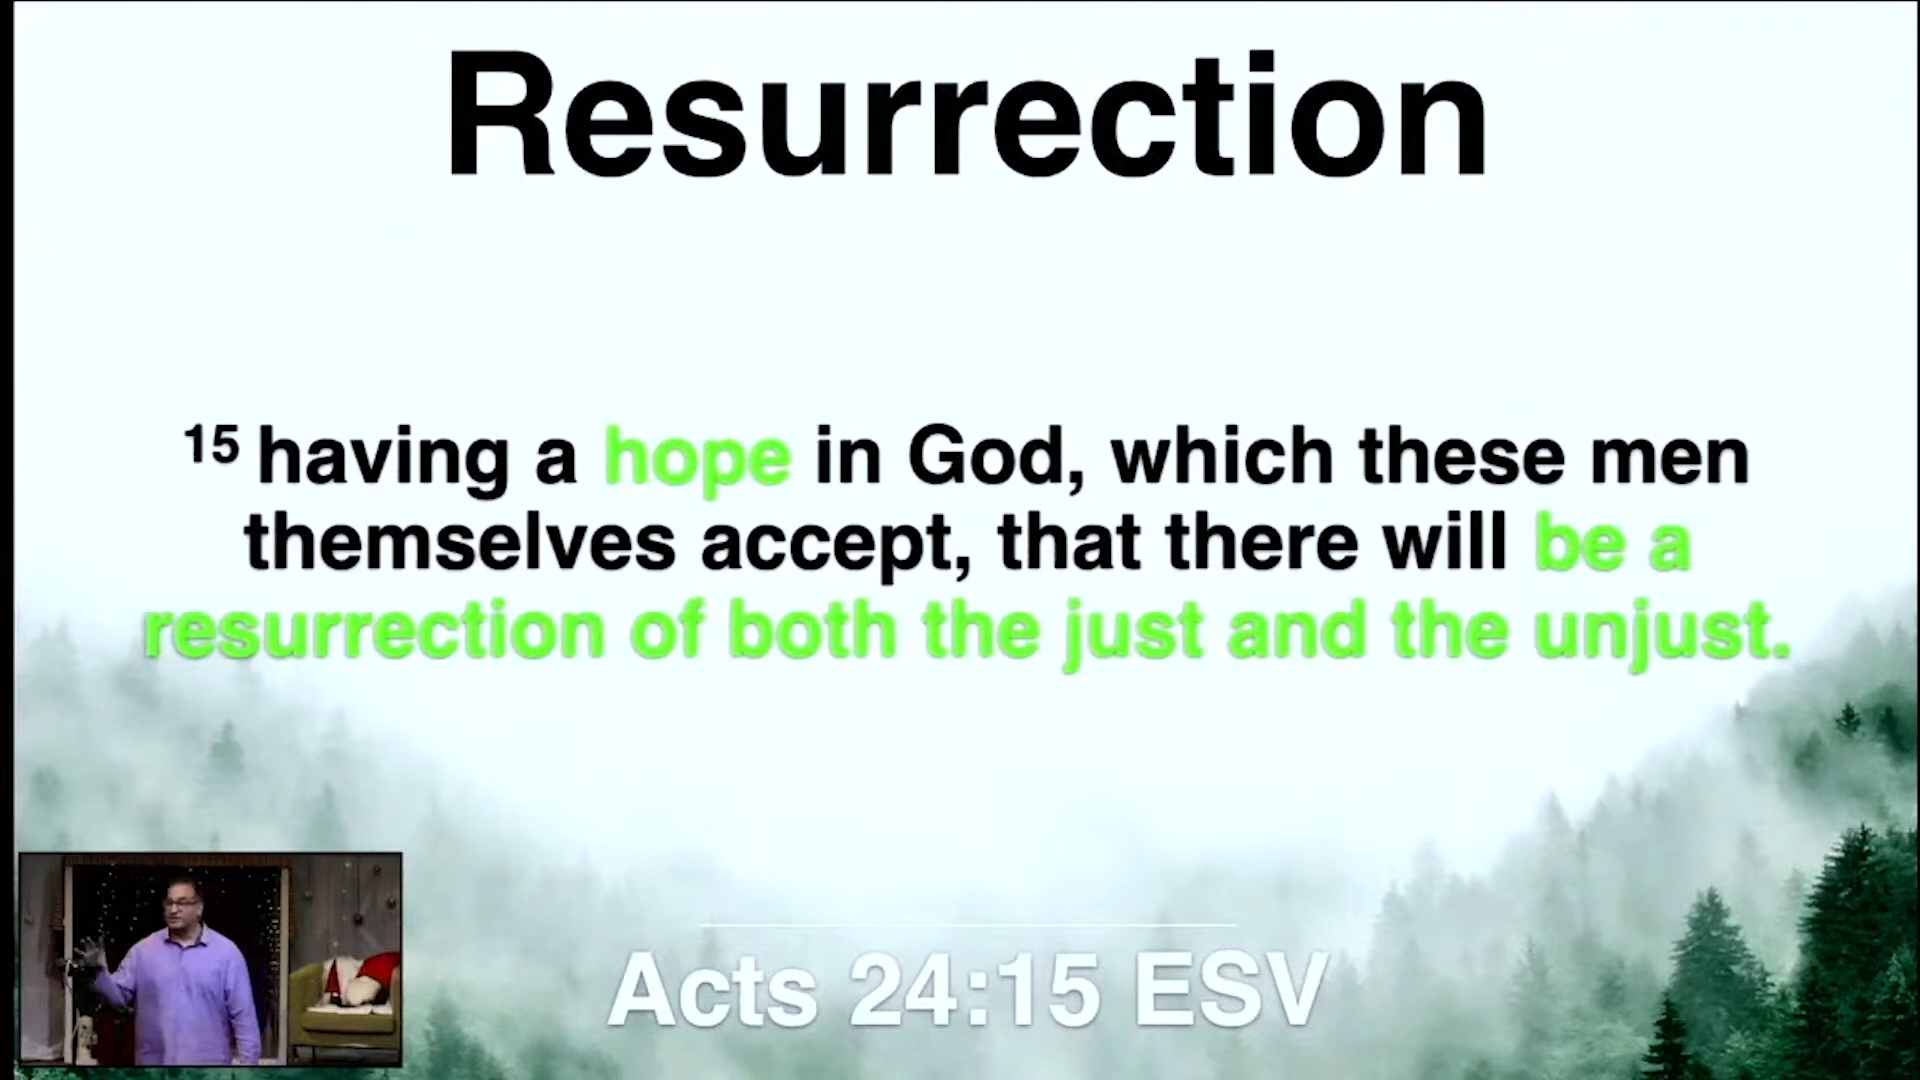 Resurrection
15 having a hope in God, which these men
themselves accept, that there will be a
resurrection of both the just and the unjust.
Acts 24:15 ESV